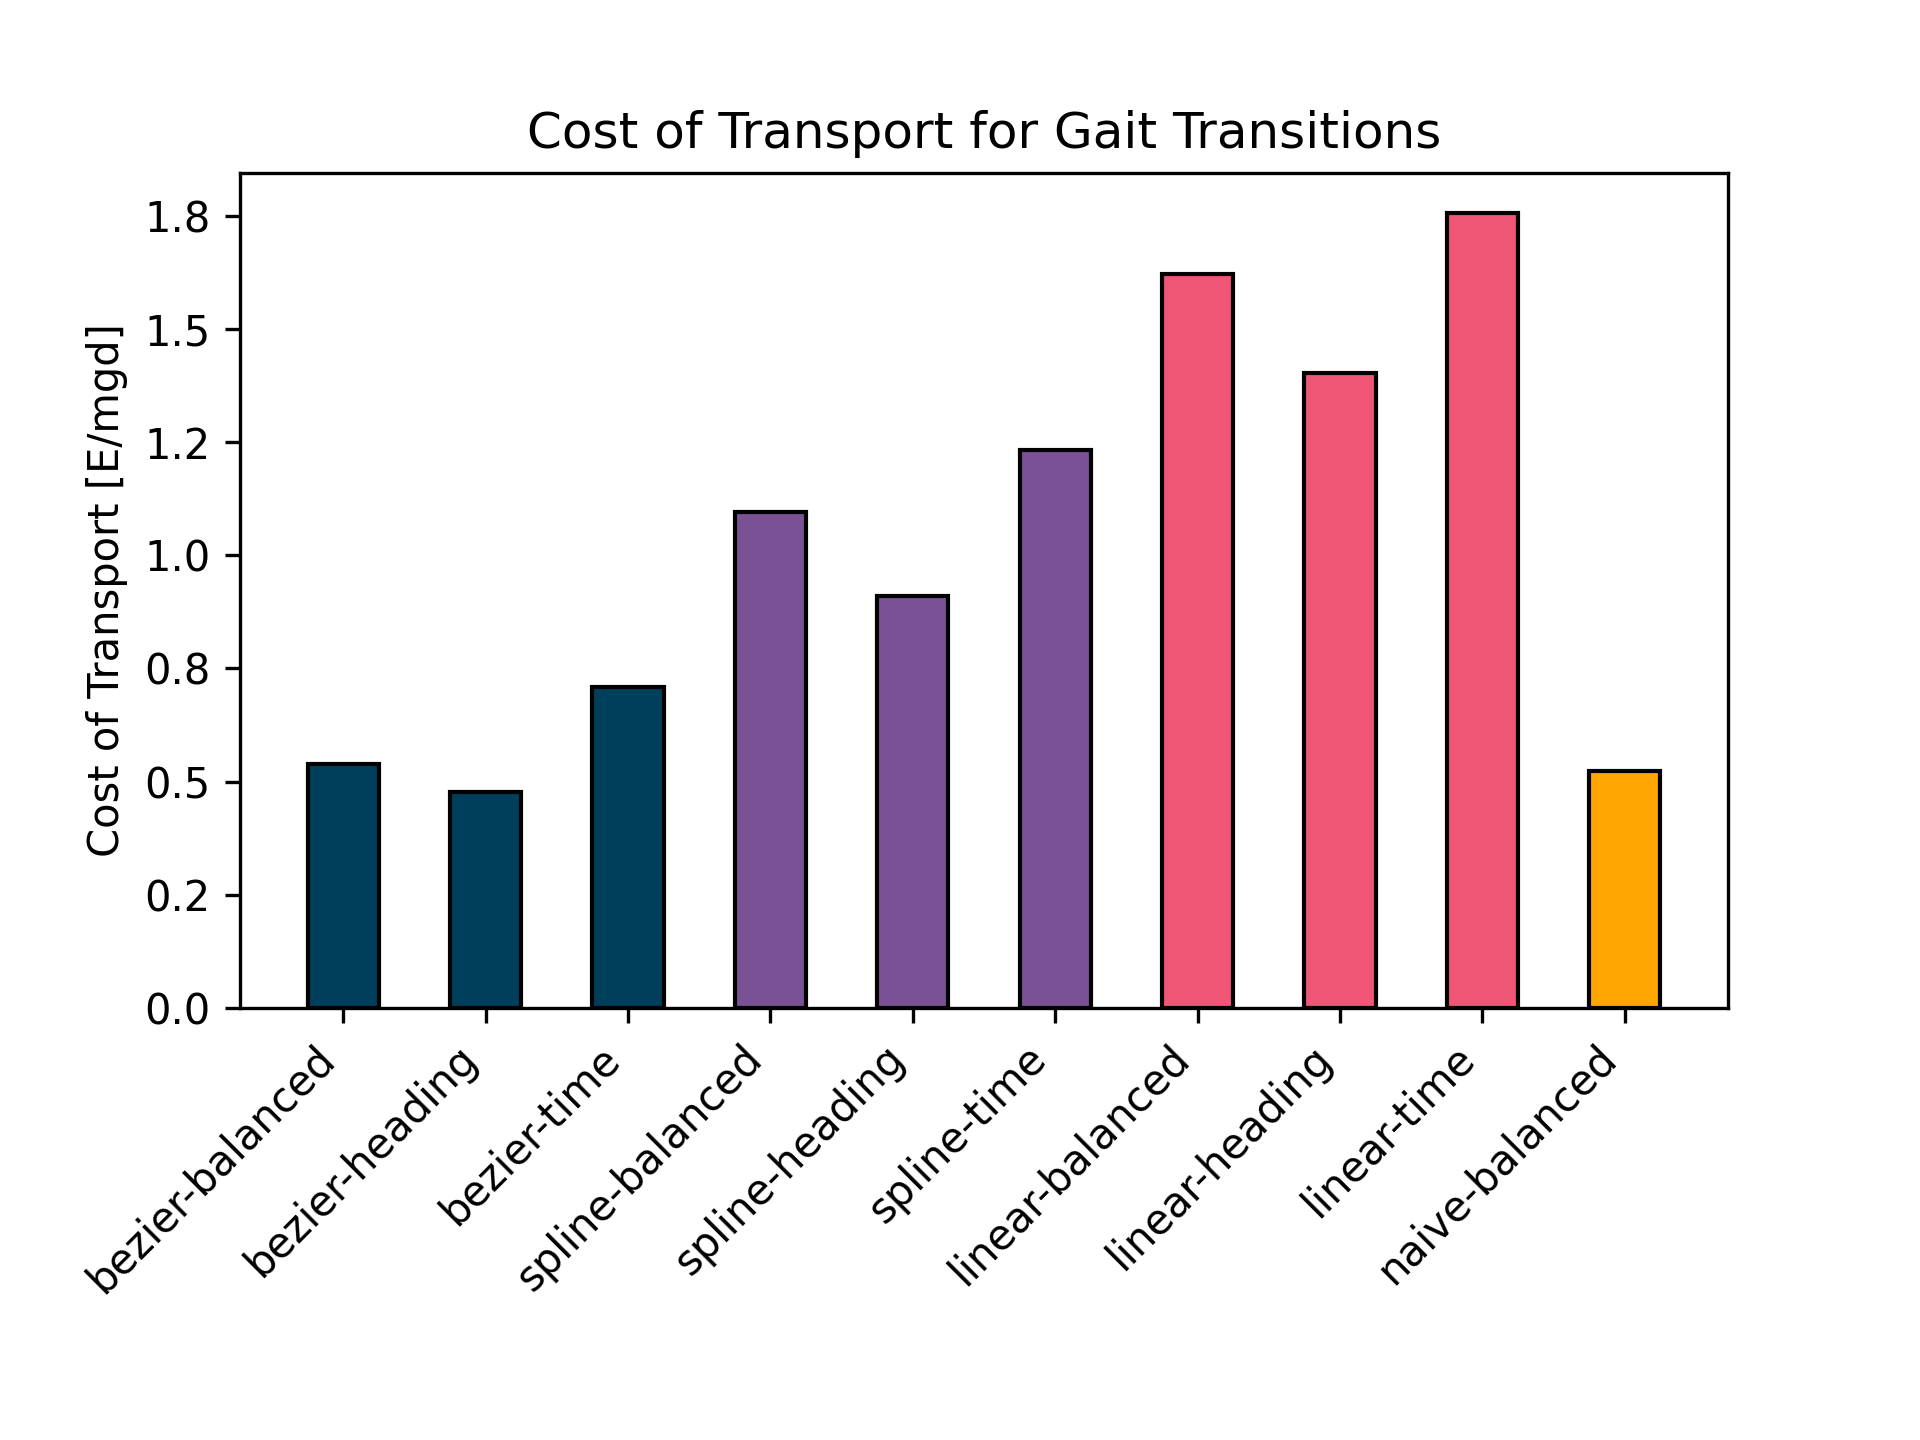 Cost of Transport for Gait Transitions
Cost of Transport [E/mgd]
1.8
1.5
1.2
1.0
0.8
0.5
0.2
0.0
bezier-balanced
bezier-heading
bezier-time
spline-balanced
spline-heading
spline-time
linear-balanced
linear-heading
linear-time
naive-balanced